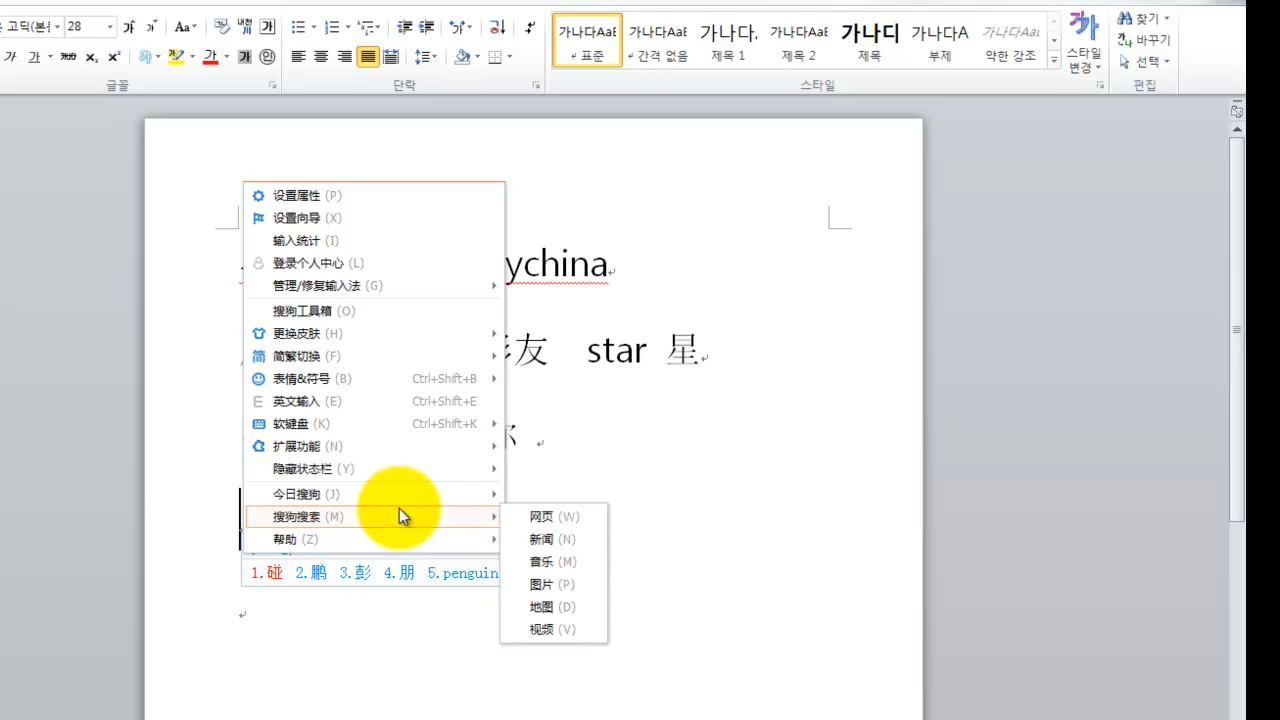 고딕(본 28 Aa 내천 가
가나다AaE 가나다AaE 가나다, 가나다AaE 가나디 가나다A 가나다AaE
표준 간격 없음 제목 1 제목 2 제목 부제 약한 강조
스타일 변경
찾기
바꾸기
선택
글꼴 단락 스타일 편집
ychina
友 star 星
设置属性 (P)
设置向导 (X)
输入统计 (I)
登录个人中心 (L)
管理/修复输入法 (G)
搜狗工具箱 (O)
更换皮肤 (H)
简 简繁切换 (F)
表情&符号 (B) Ctrl+Shift+B
英文输入 (E) Ctrl+Shift+E
软键盘 (K) Ctrl+Shift+K
扩展功能 (N)
隐藏状态栏 (Y)
今日搜狗 (J)
搜狗搜索 (M)
帮助 (Z)
网页 (W)
新闻 (N)
音乐 (M)
图片 (P)
地图 (D)
视频 (V)
1.碰 2.鹏 3.彭 4.朋 5.penguin